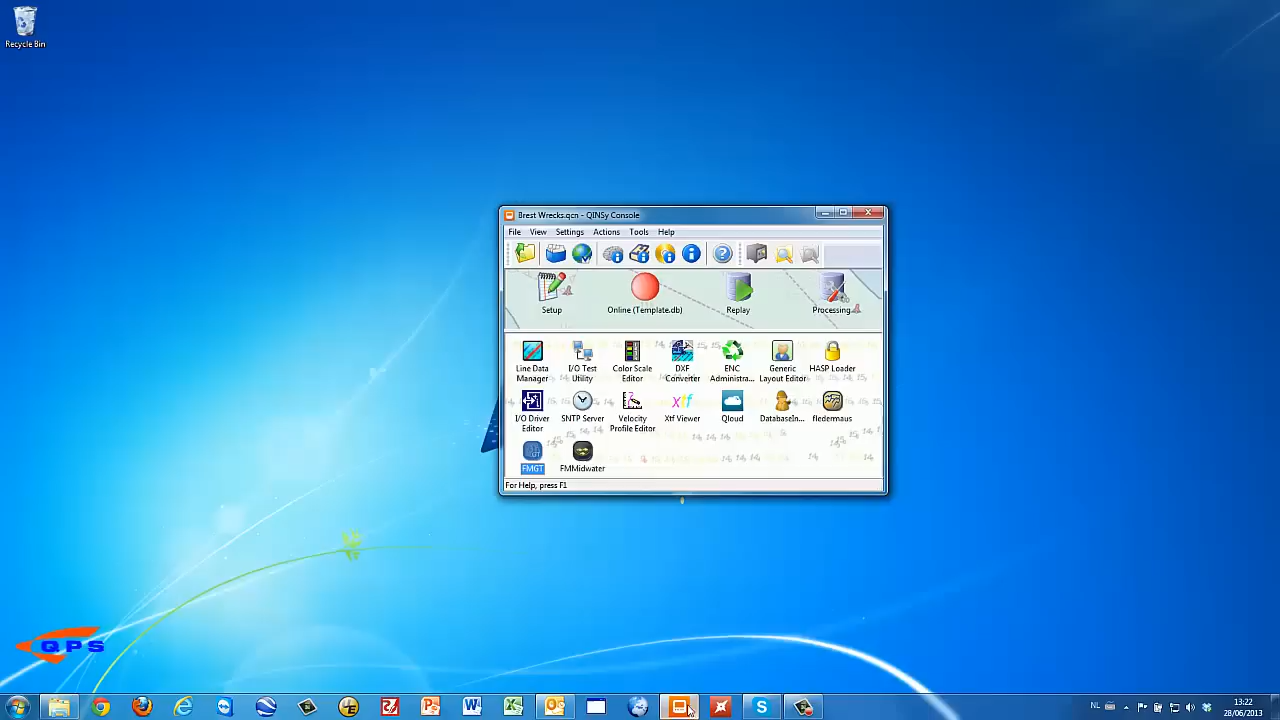 Recycle Bin
Brest Wrecks.qcn - QINSy Console
File View Settings Actions Tools Help
Setup
Online (Template.db)
Replay
Processing...
Line Data Manager
I/O Test Utility
Color Scale Editor
DXF Converter
ENC Administra...
Generic Layout Editor
HASP Loader
I/O Driver Editor
SNTP Server
Velocity Profile Editor
Xtf Viewer
Qloud
DatabaseIn...
fledermaus
FMGT
FMMidwater
For Help, press F1
QPS
NL
13:22
28/06/2013